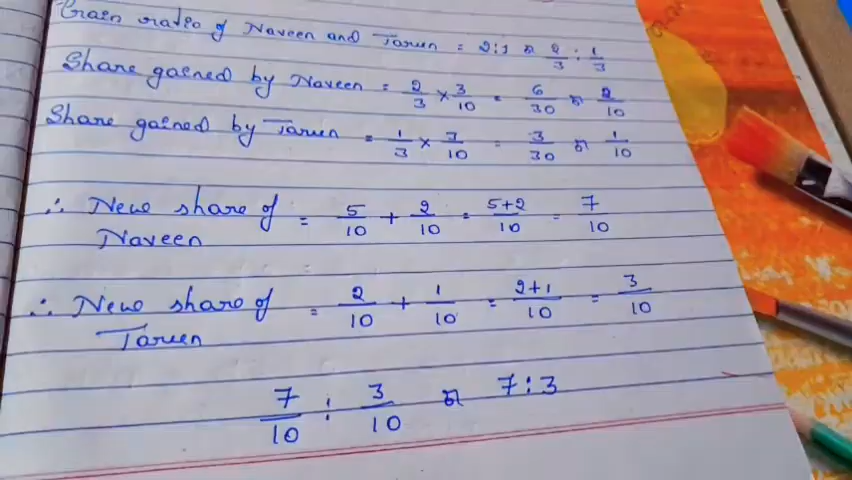 Gain ratio of Naveen and Tarun = 2:1 or 2/3 : 1/3
Share gained by Naveen = 2/3 × 3/10 = 6/30 or 2/10
Share gained by Tarun = 1/3 × 3/10 = 3/30 or 1/10
∴ New share of Naveen = 5/10 + 2/10 = 5+2/10 = 7/10
∴ New share of Tarun = 2/10 + 1/10 = 2+1/10 = 3/10
7/10 : 3/10 or 7:3